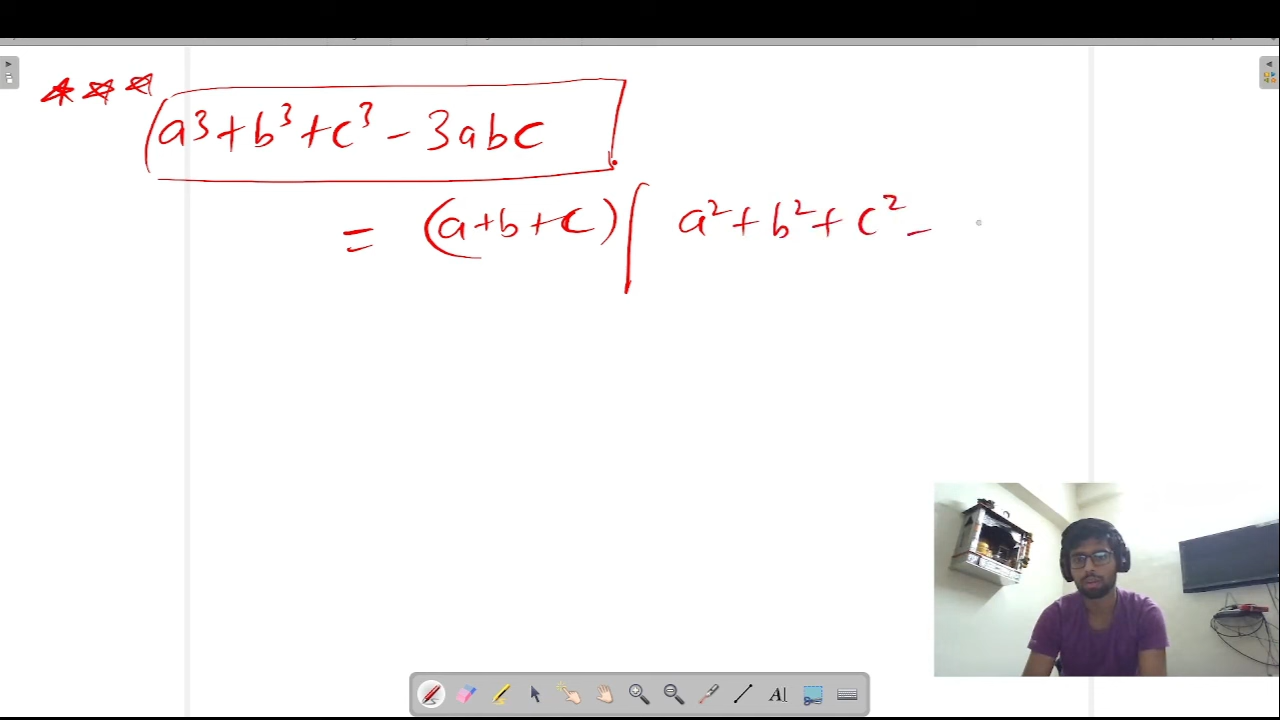 a³+b³+c³-3abc
= (a+b+c)( a²+b²+c²-
A